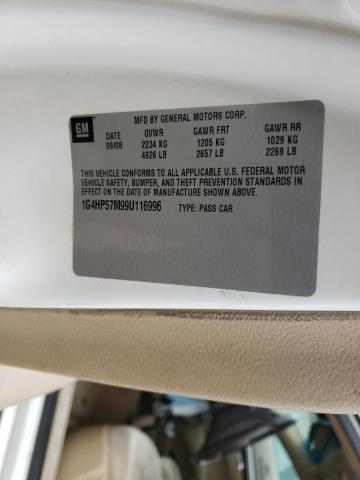 GM
MFD BY GENERAL MOTORS CORP.
DATE GVWR GAWR FRT GAWR RR
09/08 2234 KG 1205 KG 1029 KG
4926 LB 2657 LB 2269 LB
THIS VEHICLE CONFORMS TO ALL APPLICABLE U.S. FEDERAL MOTOR
VEHICLE SAFETY, BUMPER, AND THEFT PREVENTION STANDARDS IN
EFFECT ON THE DATE OF MANUFACTURE SHOWN ABOVE.
1G4HP57M99U116996 TYPE: PASS CAR